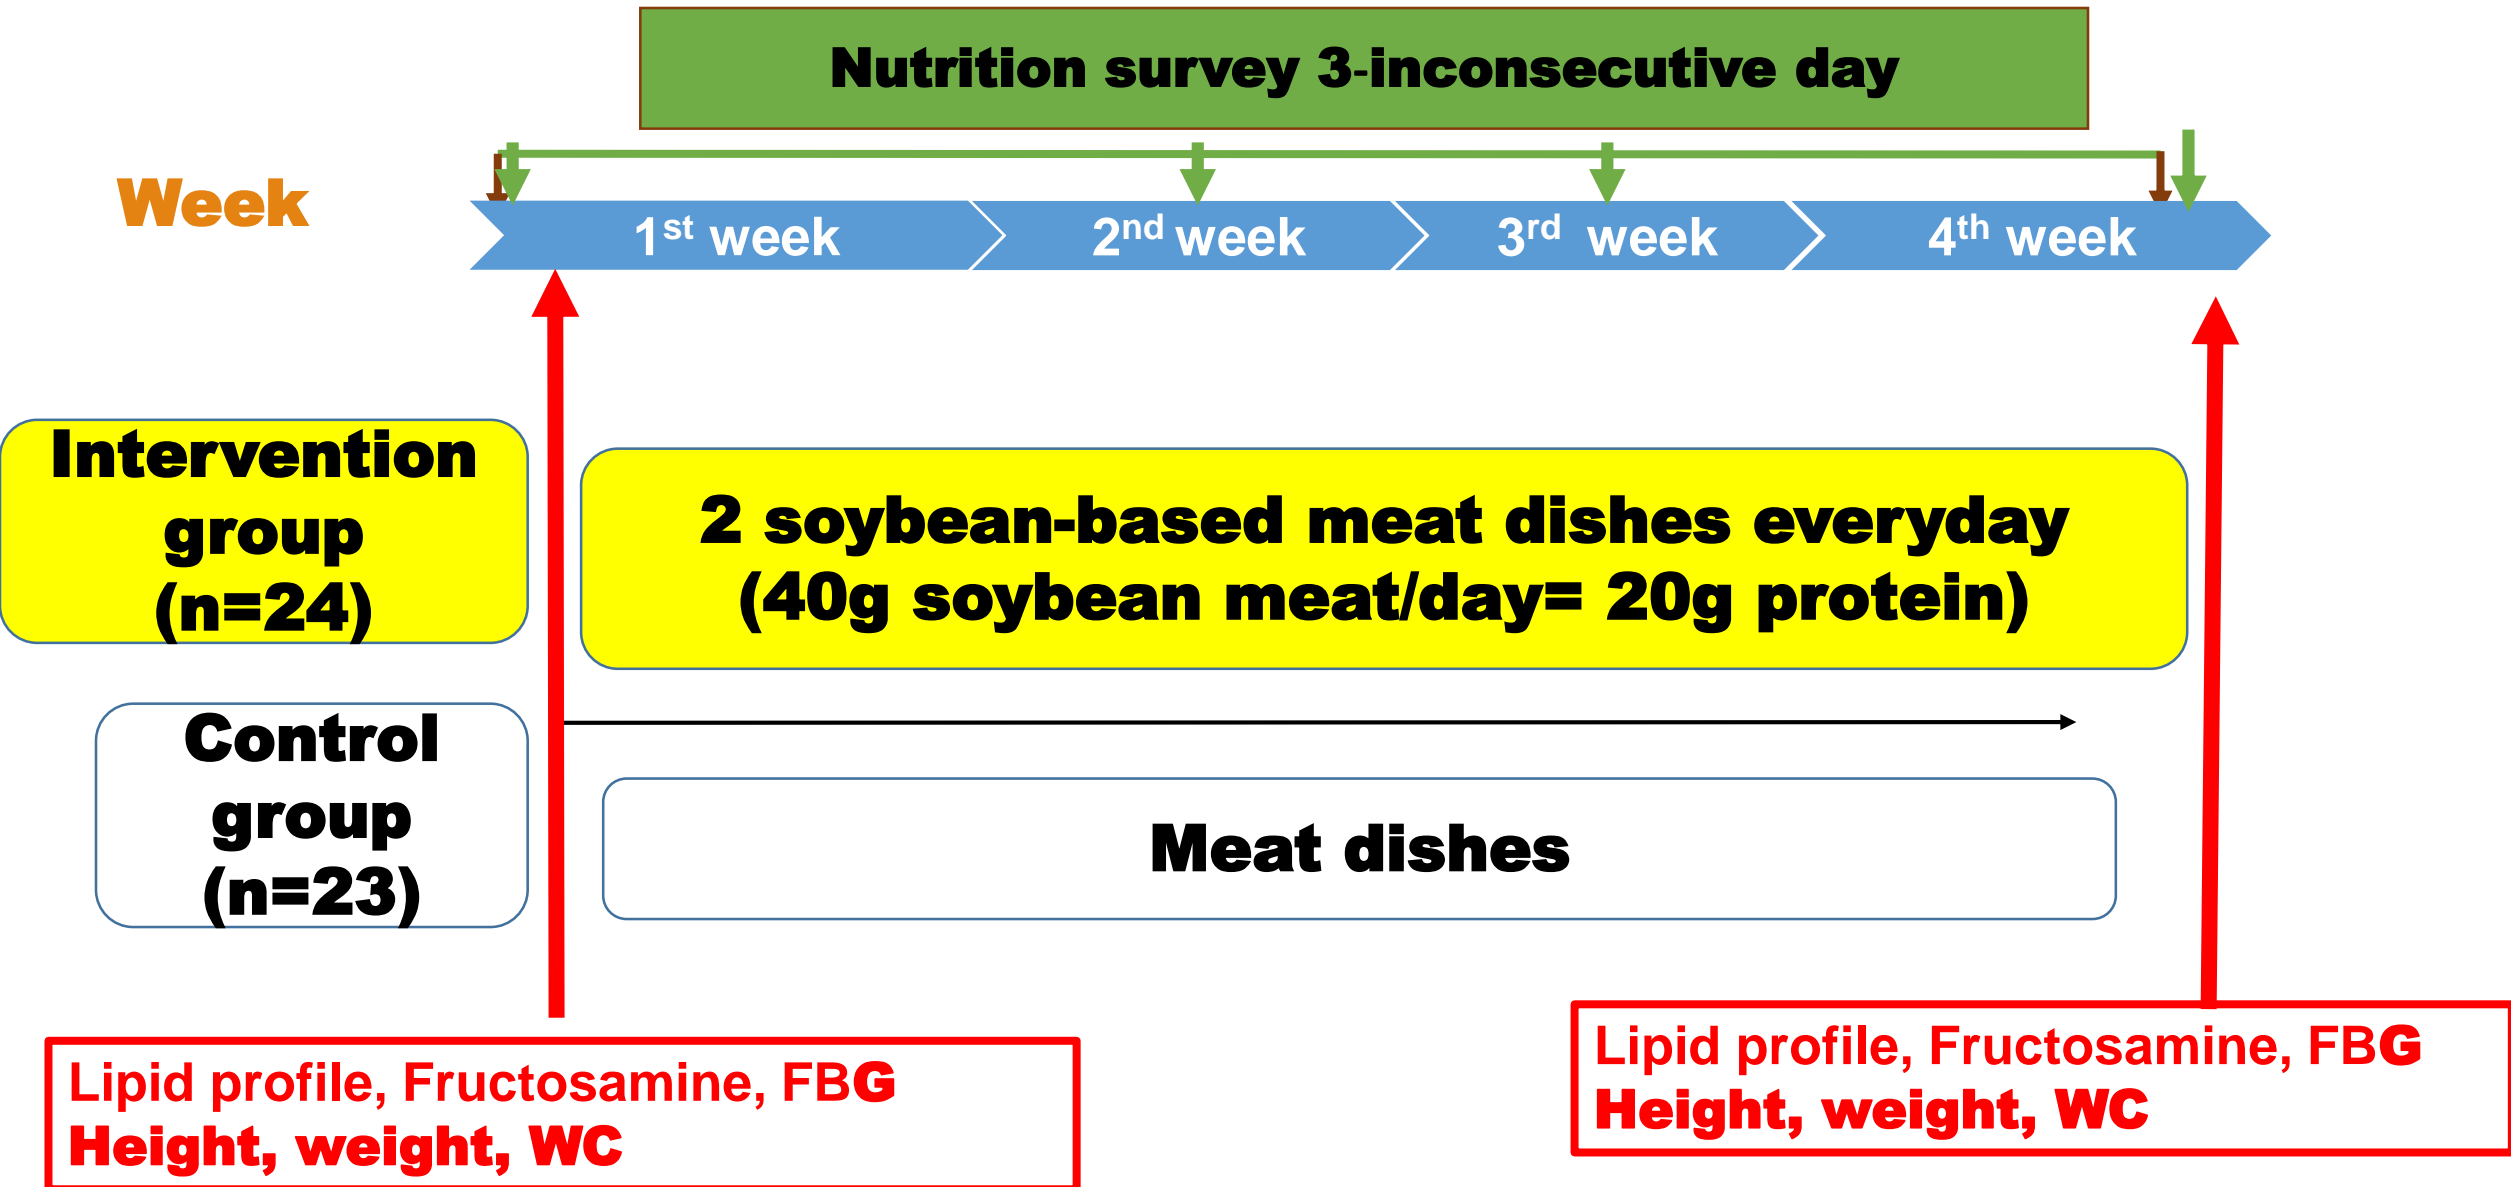 Nutrition survey 3-inconsecutive day
Week
1st week
2nd week
3rd week
4th week
Intervention
group
(n=24)
2 soybean-based meat dishes everyday
(40g soybean meat/day= 20g protein)
Control
group
(n=23)
Meat dishes
Lipid profile, Fructosamine, FBG
Height, weight, WC
Lipid profile, Fructosamine, FBG
Height, weight, WC